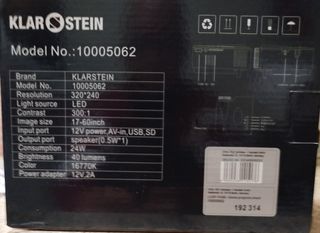 KLARSTEIN
Model No.:10005062
Brand KLARSTEIN
Model No. 10005062
Resolution 320*240
Light source LED
Contrast 300:1
Image size 17-60inch
Input port 12V power,AV-in,USB,SD
Output port speaker(0.5W*1)
Consumption 24W
Brightness 40 lumens
Color 16770K
Power adapter 12V,2A
192 314